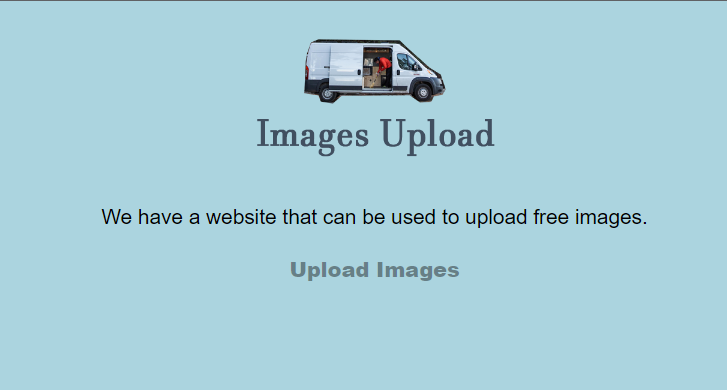 Images Upload
We have a website that can be used to upload free images.
Upload Images